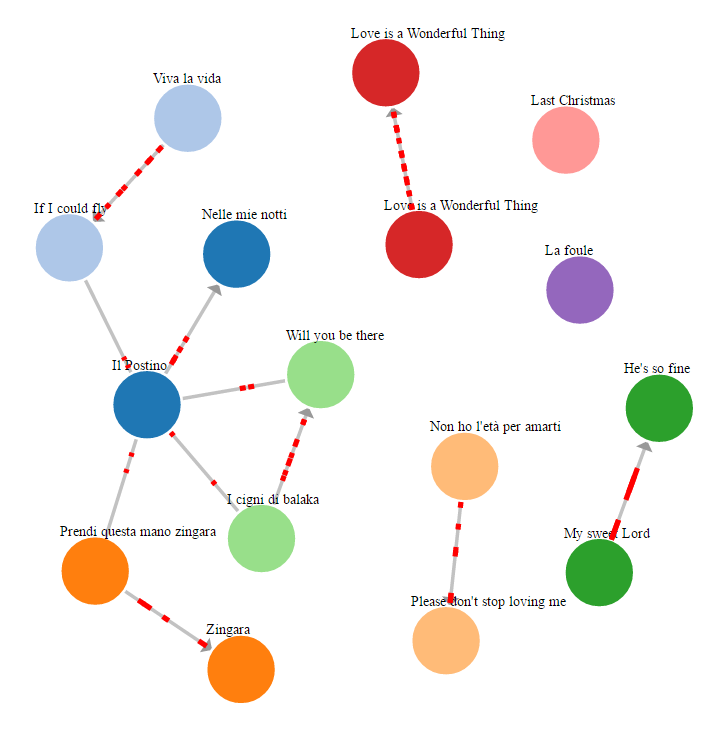 Love is a Wonderful Thing
Viva la vida
Last Christmas
If I could fly
Nelle mie notti
Love is a Wonderful Thing
La foule
Will you be there
Il Postino
He's so fine
Non ho l'età per amarti
I cigni di balaka
Prendi questa mano zingara
My sweet Lord
Please don't stop loving me
Zingara